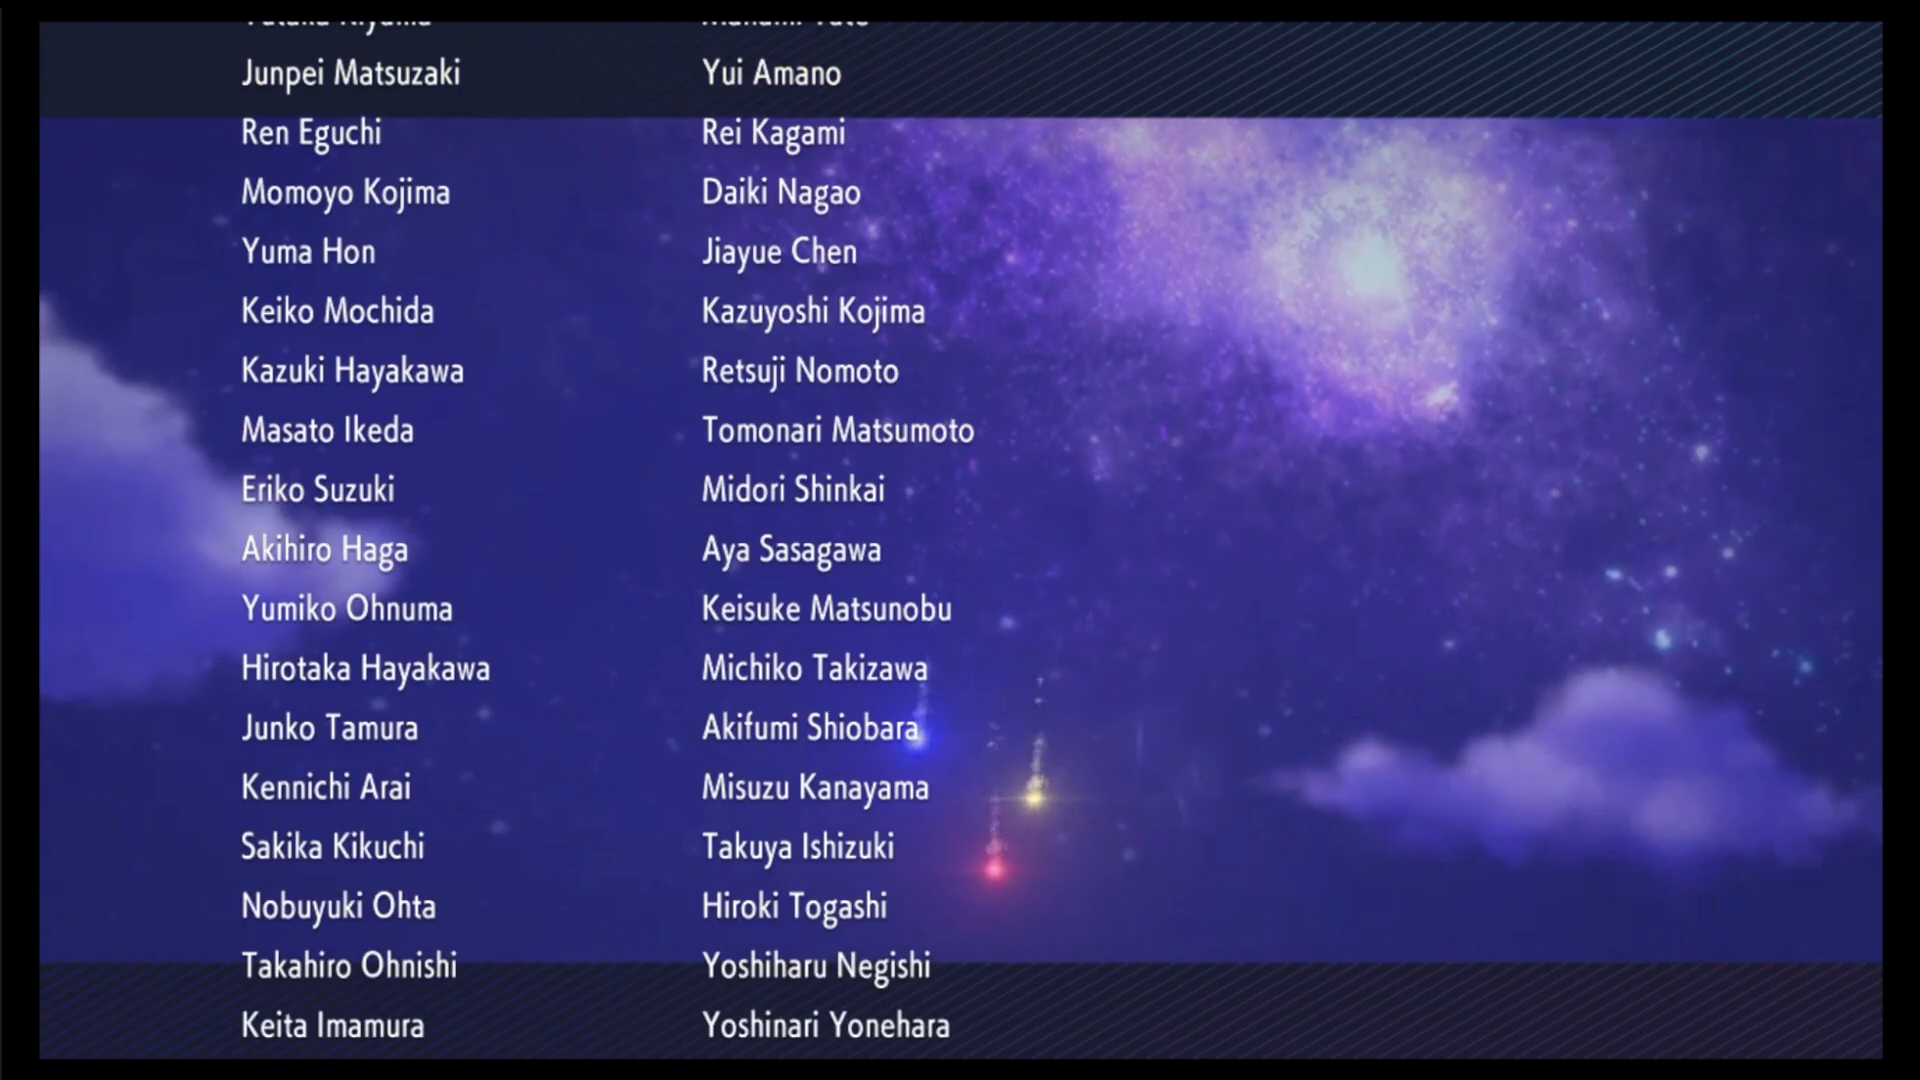 Junpei Matsuzaki
Ren Eguchi
Momoyo Kojima
Yuma Hon
Keiko Mochida
Kazuki Hayakawa
Masato Ikeda
Eriko Suzuki
Akihiro Haga
Yumiko Ohnuma
Hirotaka Hayakawa
Junko Tamura
Kennichi Arai
Sakika Kikuchi
Nobuyuki Ohta
Takahiro Ohnishi
Keita Imamura
Yui Amano
Rei Kagami
Daiki Nagao
Jiayue Chen
Kazuyoshi Kojima
Retsuji Nomoto
Tomonari Matsumoto
Midori Shinkai
Aya Sasagawa
Keisuke Matsunobu
Michiko Takizawa
Akifumi Shiobara
Misuzu Kanayama
Takuya Ishizuki
Hiroki Togashi
Yoshiharu Negishi
Yoshinari Yonehara